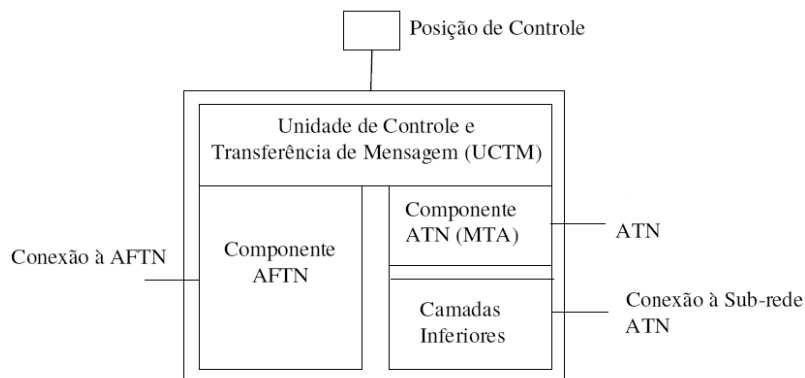 Posição de Controle
Unidade de Controle e
Transferência de Mensagem (UCTM)
Componente
ATN (MTA)
ATN
Conexão à AFTN
Componente
AFTN
Camadas
Inferiores
Conexão à Sub-rede
ATN